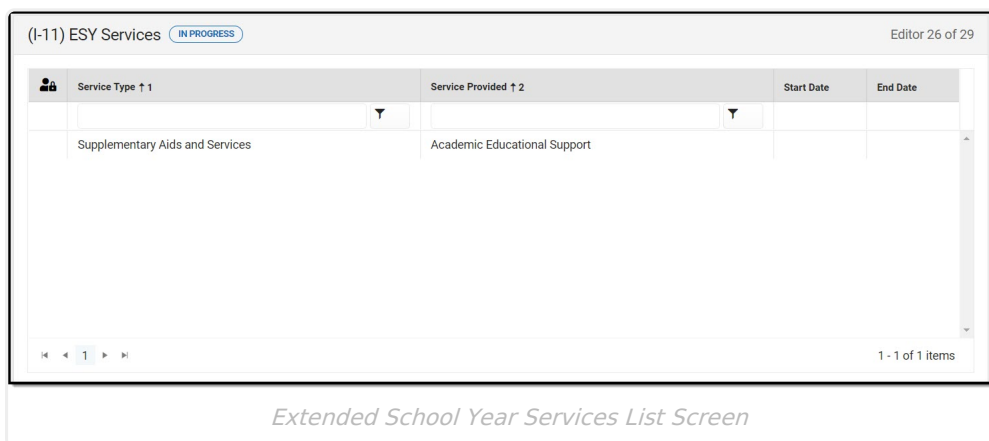 (I-11) ESY Services IN PROGRESS Editor 26 of 29
Service Type ↑ 1 Service Provided ↑ 2 Start Date End Date
Supplementary Aids and Services Academic Educational Support
1 1 - 1 of 1 items
Extended School Year Services List Screen